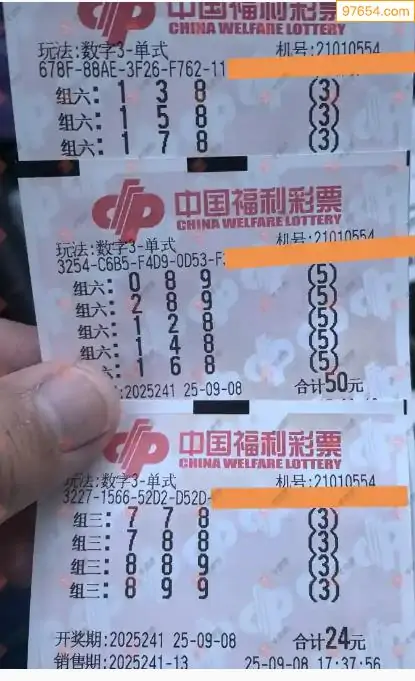 97654.com
中国福利彩票
CHINA WELFARE LOTTERY
玩法:数字3-单式 机号:21010554
678F-88AE-3F26-F762-11
组六: 1 3 8 (3)
组六: 1 5 8 (3)
组六: 1 7 8 (3)
中国福利彩票
CHINA WELFARE LOTTERY
玩法:数字3-单式 机号:21010554
3254-C6B5-F4D9-0D53-F
组六: 0 8 9 (5)
组六: 2 8 9 (5)
组六: 1 2 8 (5)
组六: 1 4 8 (5)
六: 1 6 8 (5)
:2025241 25-09-08 合计50元
中国福利彩票
CHINA WELFARE LOTTERY
玩法:数字3-单式 机号:21010554
3227-1566-52D2-D52D-
组三: 7 7 8 (3)
组三: 7 8 8 (3)
组三: 8 8 9 (3)
组三: 8 9 9 (3)
开奖期:2025241 25-09-08 合计24元
销售期:2025241-13 25-09-08 17:37:56